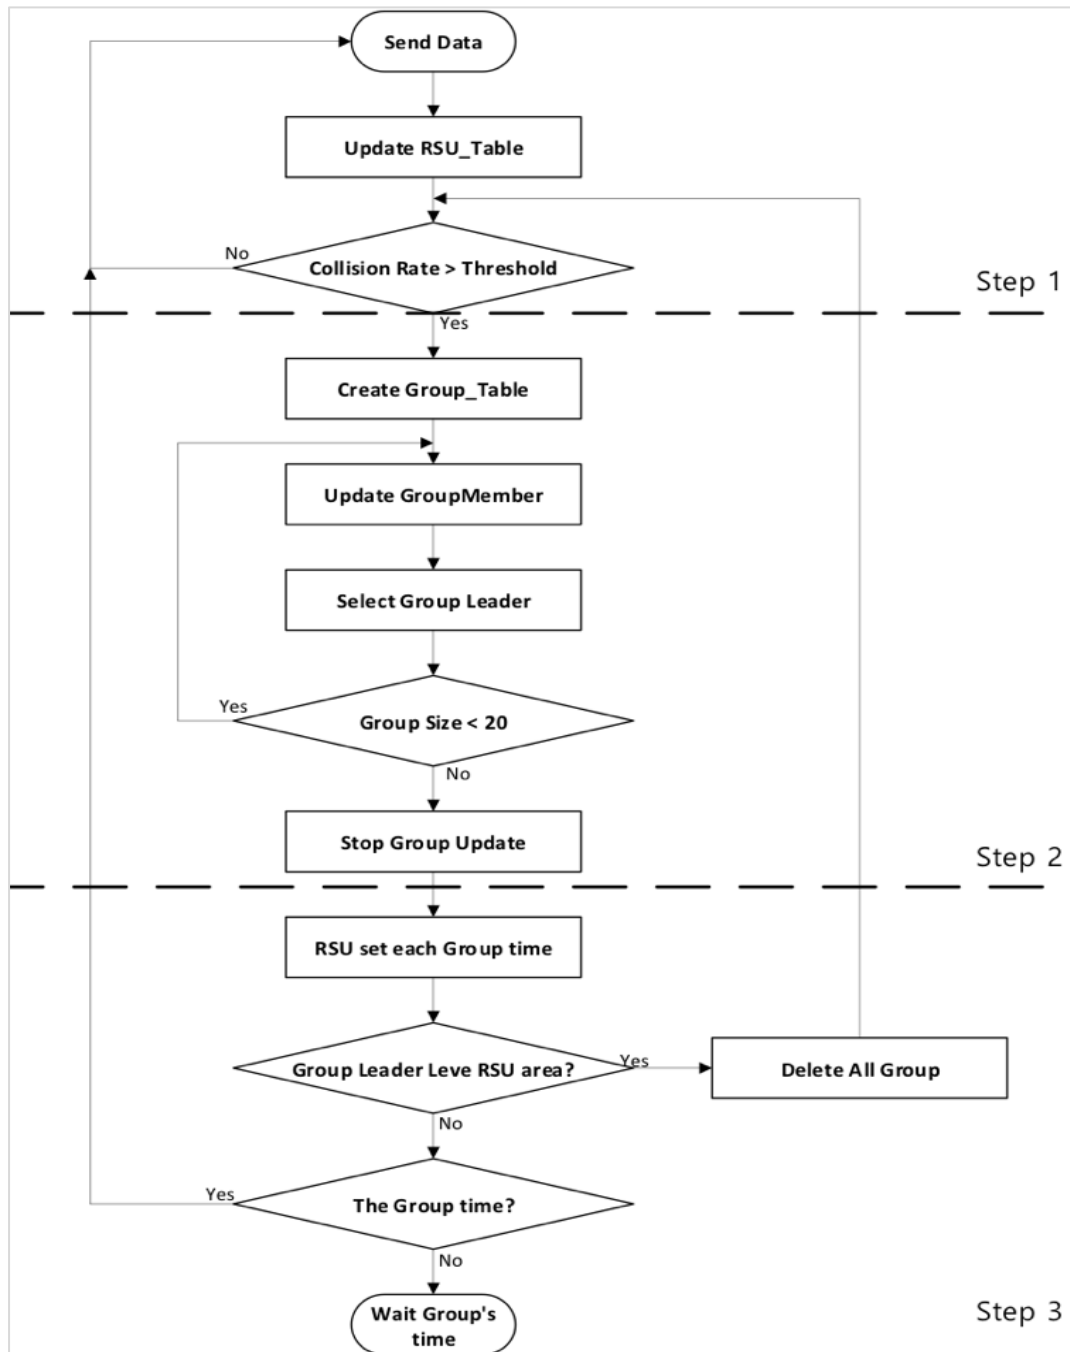 Send Data
Update RSU_Table
No
Collision Rate > Threshold
Step 1
Yes
Create Group_Table
Update GroupMember
Select Group Leader
Yes
Group Size < 20
No
Stop Group Update
Step 2
RSU set each Group time
Group Leader Leve RSU area?
Yes
Delete All Group
No
Yes
The Group time?
No
Wait Group's
time
Step 3